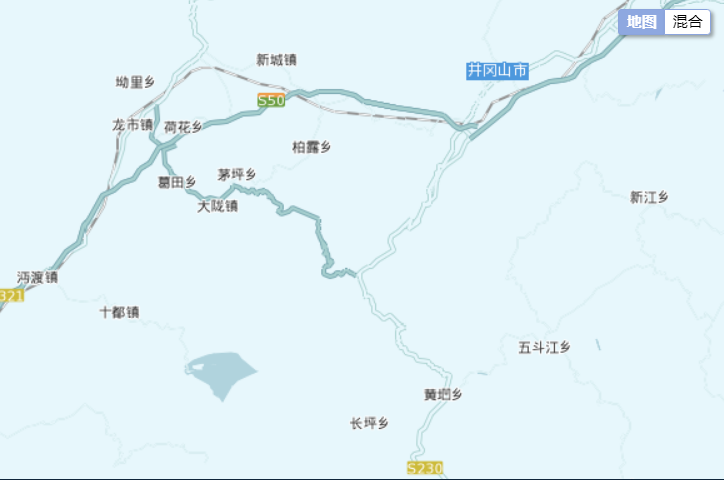 地图 混合
新城镇
井冈山市
坳里乡
S50
龙市镇
荷花乡
柏露乡
茅坪乡
葛田乡
大陇镇
新江乡
沔渡镇
321
十都镇
五斗江乡
黄坳乡
长坪乡
S230